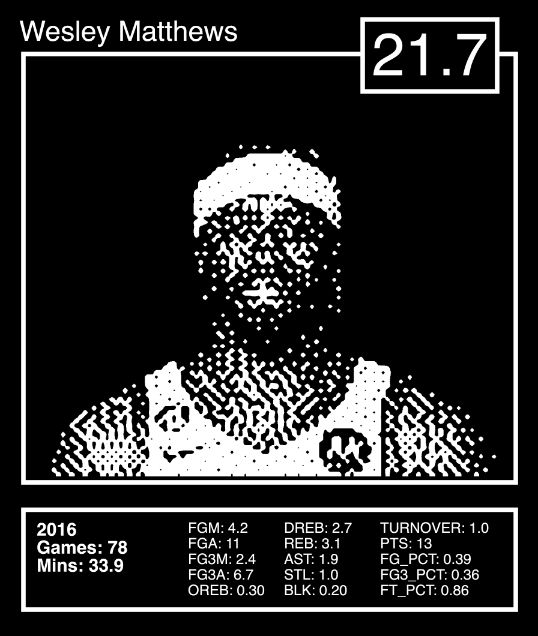 Wesley Matthews
21.7
2016
Games: 78
Mins: 33.9
FGM: 4.2
FGA: 11
FG3M: 2.4
FG3A: 6.7
OREB: 0.30
DREB: 2.7
REB: 3.1
AST: 1.9
STL: 1.0
BLK: 0.20
TURNOVER: 1.0
PTS: 13
FG_PCT: 0.39
FG3_PCT: 0.36
FT_PCT: 0.86